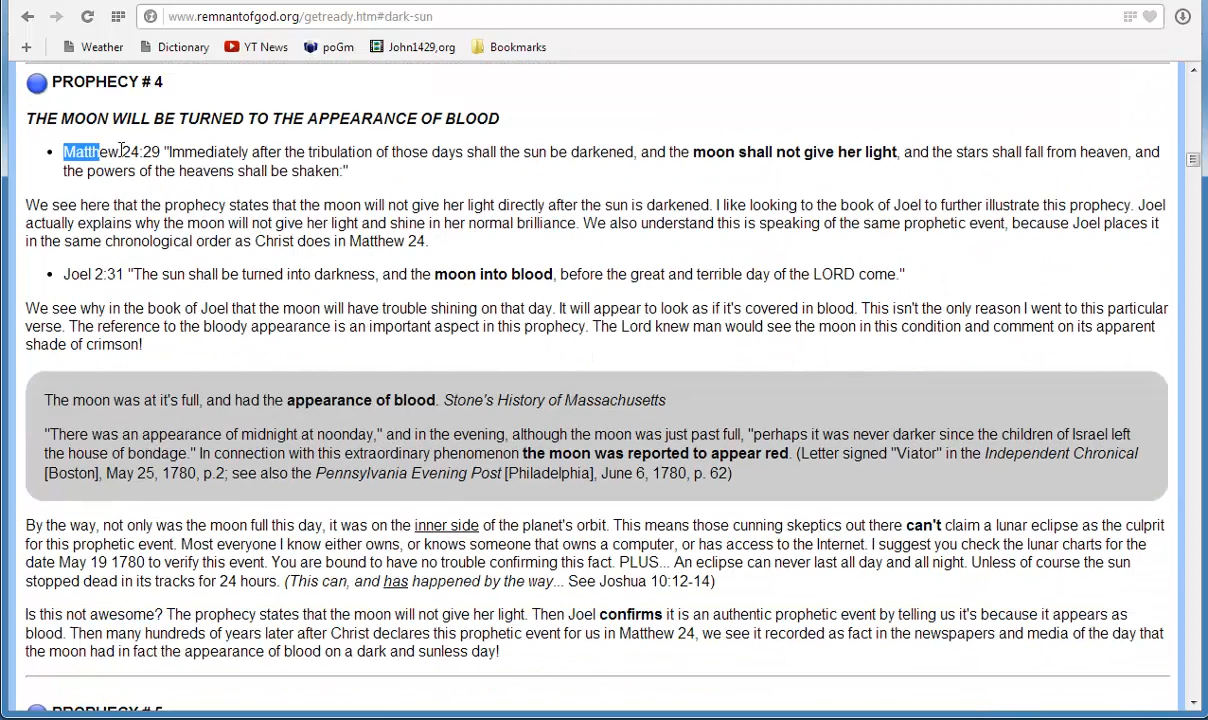 www.remnantofgod.org/getready.htm#dark-sun
Weather Dictionary YT News poGm John1429,org Bookmarks
PROPHECY # 4
THE MOON WILL BE TURNED TO THE APPEARANCE OF BLOOD
• Matthew 24:29 "Immediately after the tribulation of those days shall the sun be darkened, and the moon shall not give her light, and the stars shall fall from heaven, and
the powers of the heavens shall be shaken:"
We see here that the prophecy states that the moon will not give her light directly after the sun is darkened. I like looking to the book of Joel to further illustrate this prophecy. Joel
actually explains why the moon will not give her light and shine in her normal brilliance. We also understand this is speaking of the same prophetic event, because Joel places it
in the same chronological order as Christ does in Matthew 24.
• Joel 2:31 "The sun shall be turned into darkness, and the moon into blood, before the great and terrible day of the LORD come."
We see why in the book of Joel that the moon will have trouble shining on that day. It will appear to look as if it's covered in blood. This isn't the only reason I went to this particular
verse. The reference to the bloody appearance is an important aspect in this prophecy. The Lord knew man would see the moon in this condition and comment on its apparent
shade of crimson!
The moon was at it's full, and had the appearance of blood. Stone's History of Massachusetts
"There was an appearance of midnight at noonday," and in the evening, although the moon was just past full, "perhaps it was never darker since the children of Israel left
the house of bondage." In connection with this extraordinary phenomenon the moon was reported to appear red. (Letter signed "Viator" in the Independent Chronical
[Boston], May 25, 1780, p.2; see also the Pennsylvania Evening Post [Philadelphia], June 6, 1780, p. 62)
By the way, not only was the moon full this day, it was on the inner side of the planet's orbit. This means those cunning skeptics out there can't claim a lunar eclipse as the culprit
for this prophetic event. Most everyone I know either owns, or knows someone that owns a computer, or has access to the Internet. I suggest you check the lunar charts for the
date May 19 1780 to verify this event. You are bound to have no trouble confirming this fact. PLUS... An eclipse can never last all day and all night. Unless of course the sun
stopped dead in its tracks for 24 hours. (This can, and has happened by the way... See Joshua 10:12-14)
Is this not awesome? The prophecy states that the moon will not give her light. Then Joel confirms it is an authentic prophetic event by telling us it's because it appears as
blood. Then many hundreds of years later after Christ declares this prophetic event for us in Matthew 24, we see it recorded as fact in the newspapers and media of the day that
the moon had in fact the appearance of blood on a dark and sunless day!
PROPHECY # 5